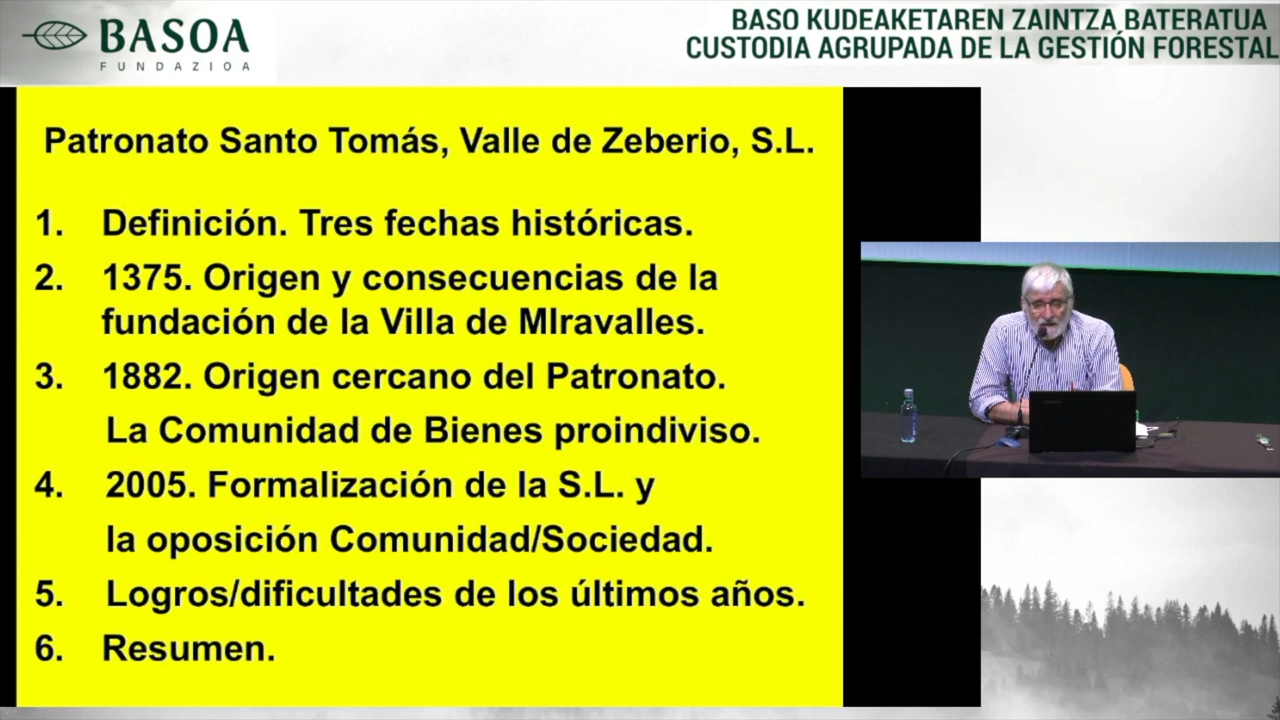 BASOA
FUNDAZIOA
BASO KUDEAKETAREN ZAINTZA BATERATUA
CUSTODIA AGRUPADA DE LA GESTIÓN FORESTAL
Patronato Santo Tomás, Valle de Zeberio, S.L.
1. Definición. Tres fechas históricas.
2. 1375. Origen y consecuencias de la
fundación de la Villa de MIravalles.
3. 1882. Origen cercano del Patronato.
La Comunidad de Bienes proindiviso.
4. 2005. Formalización de la S.L. y
la oposición Comunidad/Sociedad.
5. Logros/dificultades de los últimos años.
6. Resumen.